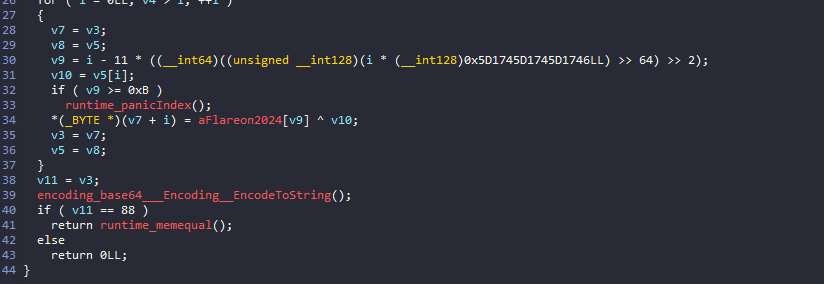 26 for ( i = 0LL; v4 > i; ++i )
27 {
28 v7 = v3;
29 v8 = v5;
30 v9 = i - 11 * ((__int64)((unsigned __int128)(i * (__int128)0x5D1745D1745D1746LL) >> 64) >> 2);
31 v10 = v5[i];
32 if ( v9 >= 0xB )
33 runtime_panicIndex();
34 *(_BYTE *)(v7 + i) = aFlareon2024[v9] ^ v10;
35 v3 = v7;
36 v5 = v8;
37 }
38 v11 = v3;
39 encoding_base64___Encoding__EncodeToString();
40 if ( v11 == 88 )
41 return runtime_memequal();
42 else
43 return 0LL;
44 }